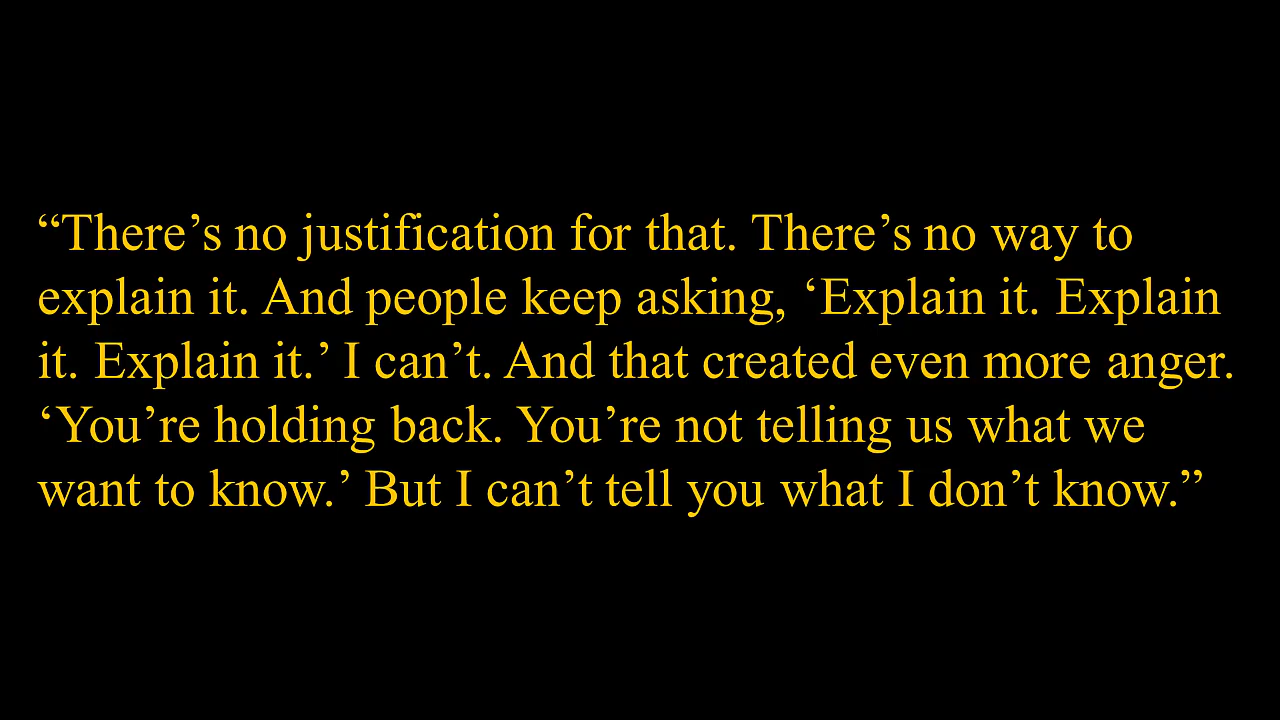 “There’s no justification for that. There’s no way to
explain it. And people keep asking, ‘Explain it. Explain
it. Explain it.’ I can’t. And that created even more anger.
‘You’re holding back. You’re not telling us what we
want to know.’ But I can’t tell you what I don’t know.”